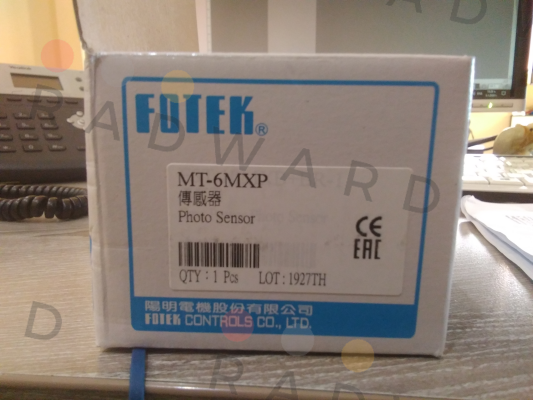 FOTEK®
MT-6MXP
傳感器
Photo Sensor
CE
EAC
QTY：1 Pcs LOT：1927TH
陽明電機股份有限公司
FOTEK CONTROLS CO., LTD.
DADWARD